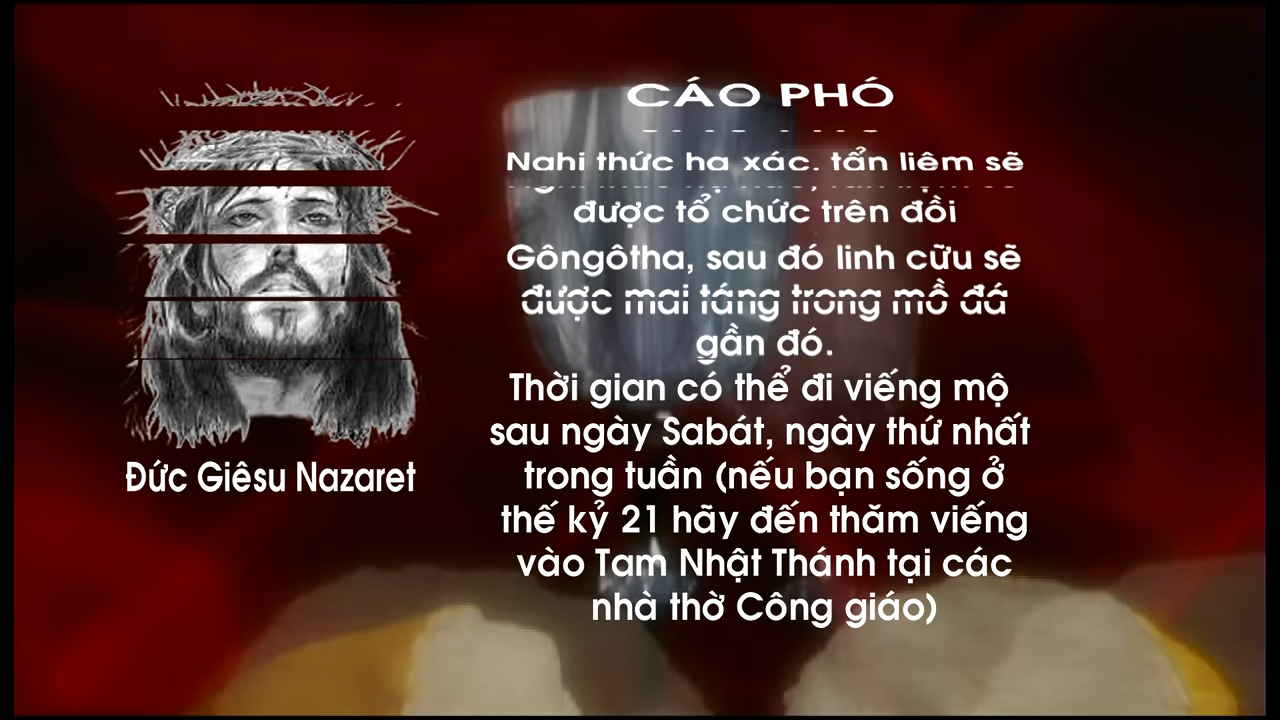 CÁO PHÓ
Nghi thức hạ xác, tẩn liệm sẽ
được tổ chức trên đồi
Gôngôtha, sau đó linh cữu sẽ
được mai táng trong mồ đá
gần đó.
Thời gian có thể đi viếng mộ
sau ngày Sabát, ngày thứ nhất
trong tuần (nếu bạn sống ở
thế kỷ 21 hãy đến thăm viếng
vào Tam Nhật Thánh tại các
nhà thờ Công giáo)
Đức Giêsu Nazaret